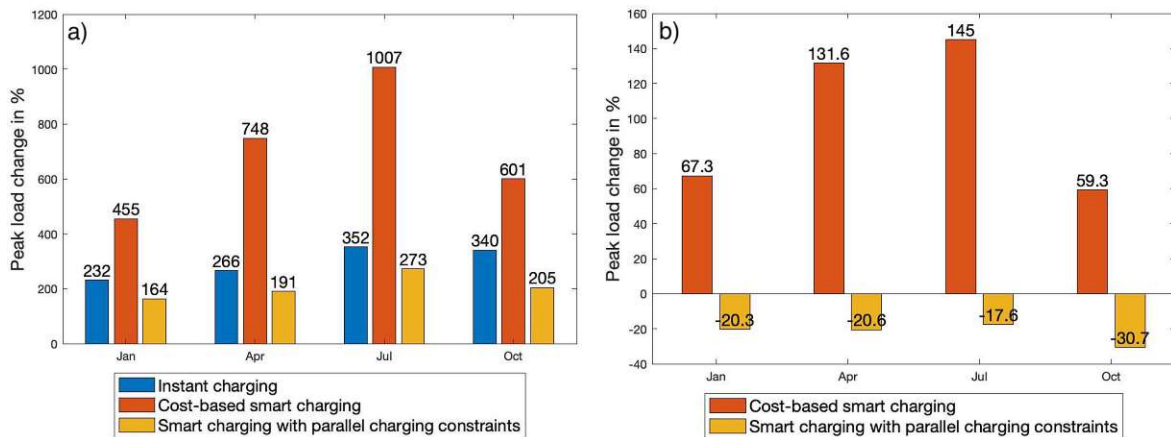 a)
Peak load change in %
1200
1000
800
600
400
200
0
232
455
164
266
748
191
352
1007
273
340
601
205
Jan
Apr
Jul
Oct
Instant charging
Cost-based smart charging
Smart charging with parallel charging constraints
b)
Peak load change in %
160
140
120
100
80
60
40
20
0
-20
-40
67.3
-20.3
131.6
-20.6
145
-17.6
59.3
-30.7
Jan
Apr
Jul
Oct
Cost-based smart charging
Smart charging with parallel charging constraints